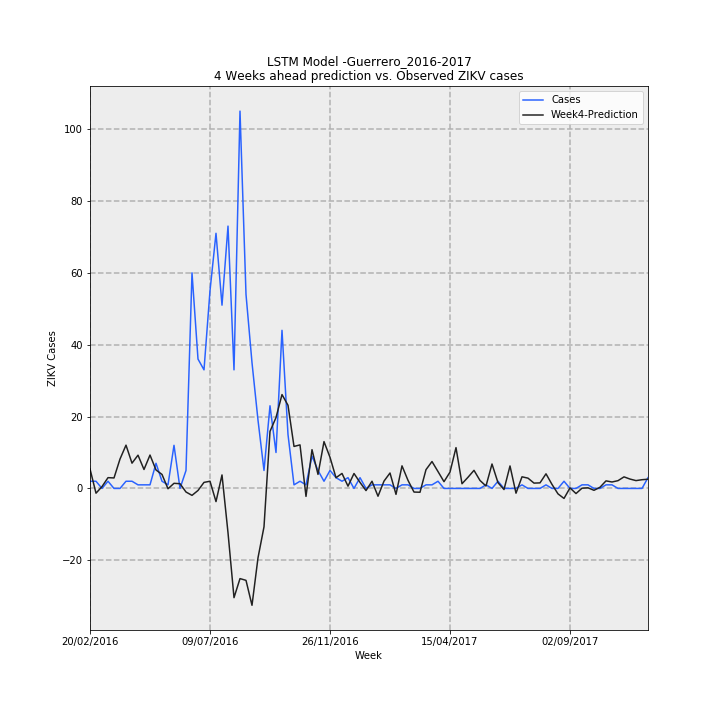 LSTM Model -Guerrero_2016-2017
4 Weeks ahead prediction vs. Observed ZIKV cases
Cases
Week4-Prediction
100
80
60
40
20
0
−20
ZIKV Cases
20/02/2016 09/07/2016 26/11/2016 15/04/2017 02/09/2017
Week